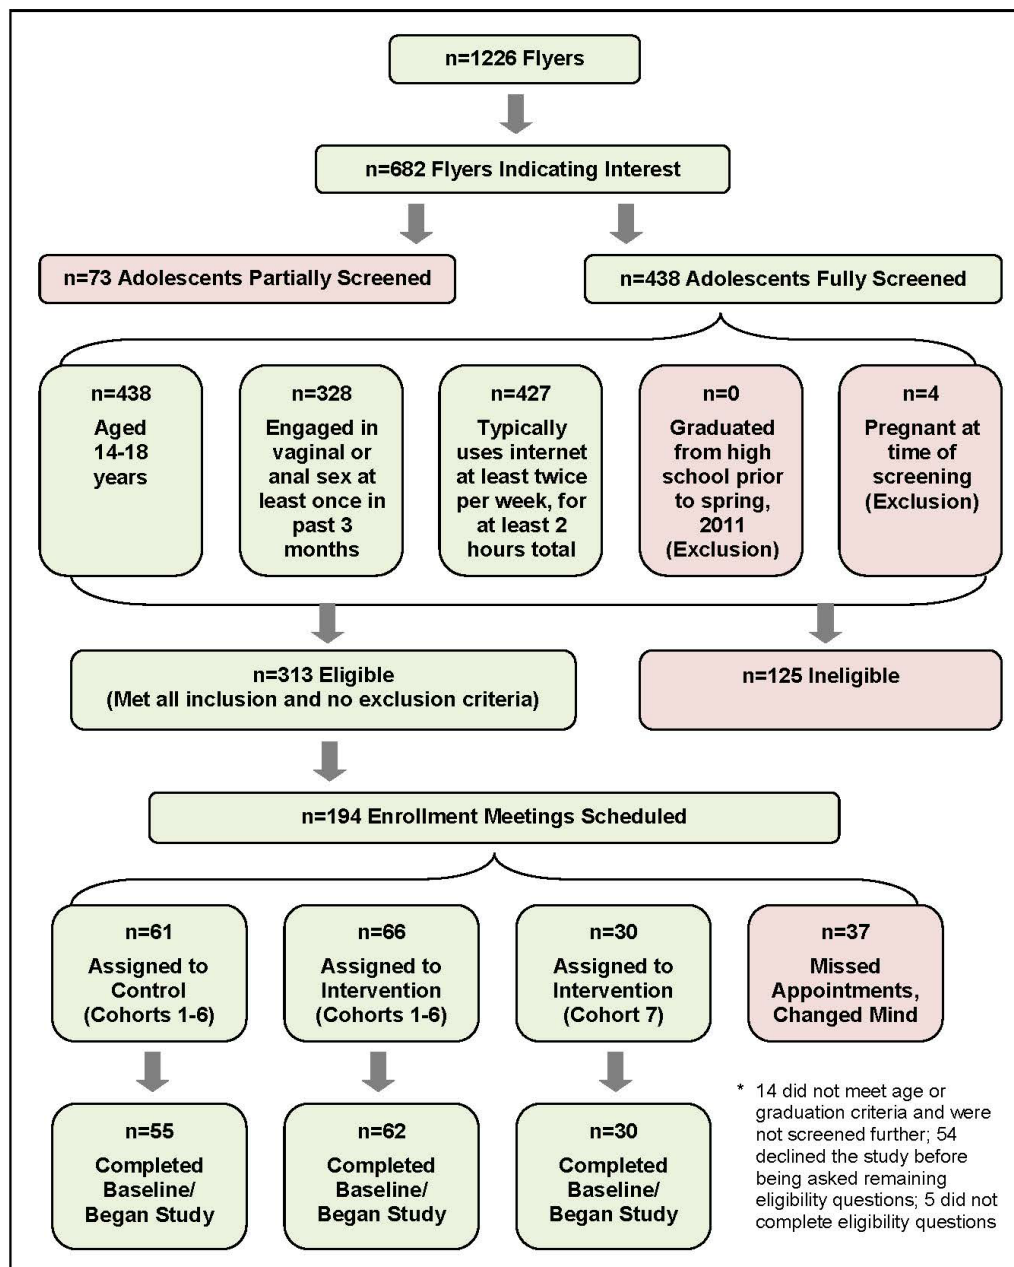 n=1226 Flyers
n=682 Flyers Indicating Interest
n=73 Adolescents Partially Screened
n=438 Adolescents Fully Screened
n=438
Aged
14-18
years
n=328
Engaged in
vaginal or
anal sex at
least once in
past 3
months
n=427
Typically
uses internet
at least twice
per week, for
at least 2
hours total
n=0
Graduated
from high
school prior
to spring,
2011
(Exclusion)
n=4
Pregnant at
time of
screening
(Exclusion)
n=313 Eligible
(Met all inclusion and no exclusion criteria)
n=125 Ineligible
n=194 Enrollment Meetings Scheduled
n=61
Assigned to
Control
(Cohorts 1-6)
n=66
Assigned to
Intervention
(Cohorts 1-6)
n=30
Assigned to
Intervention
(Cohort 7)
n=37
Missed
Appointments,
Changed Mind
n=55
Completed
Baseline/
Began Study
n=62
Completed
Baseline/
Began Study
n=30
Completed
Baseline/
Began Study
* 14 did not meet age or
graduation criteria and were
not screened further; 54
declined the study before
being asked remaining
eligibility questions; 5 did not
complete eligibility questions